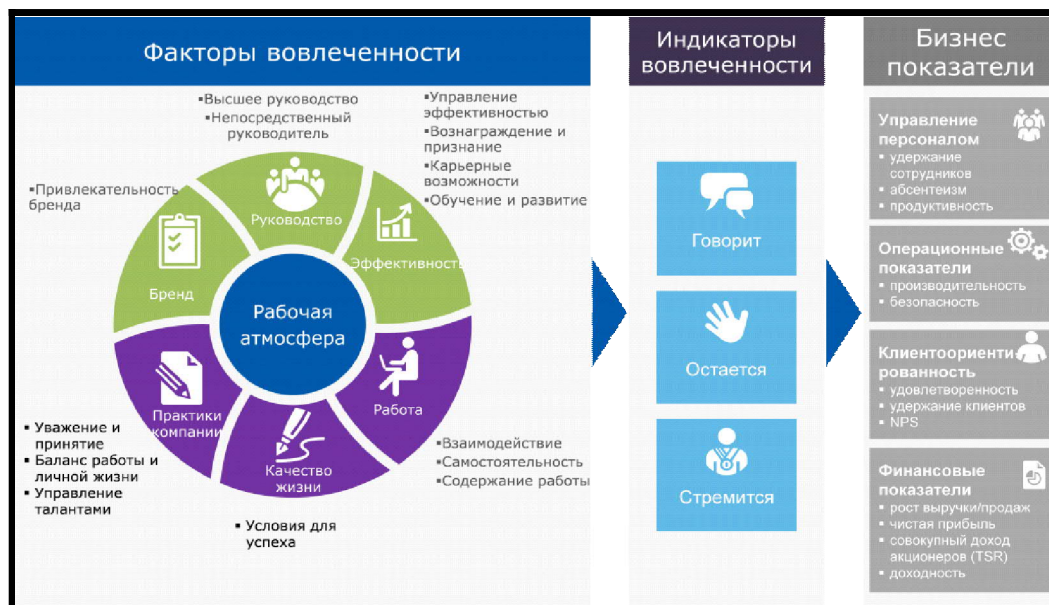 Факторы вовлеченности
▪Высшее руководство
▪Непосредственный
руководитель
▪Управление
эффективностью
▪Вознаграждение и
признание
▪Карьерные
возможности
▪Обучение и развитие
▪Привлекательность
бренда
Руководство
Эффективность
Бренд
Рабочая
атмосфера
Практики
компании
Работа
Качество
жизни
▪ Уважение и
принятие
▪ Баланс работы и
личной жизни
▪ Управление
талантами
▪Взаимодействие
▪Самостоятельность
▪Содержание работы
▪ Условия для
успеха
Индикаторы
вовлеченности
Говорит
Остается
Стремится
Бизнес
показатели
Управление
персоналом
▪ удержание
сотрудников
▪ абсентеизм
▪ продуктивность
Операционные
показатели
▪ производительность
▪ безопасность
Клиентоориенти
рованность
▪ удовлетворенность
▪ удержание клиентов
▪ NPS
Финансовые
показатели
▪ рост выручки/продаж
▪ чистая прибыль
▪ совокупный доход
акционеров (TSR)
▪ доходность